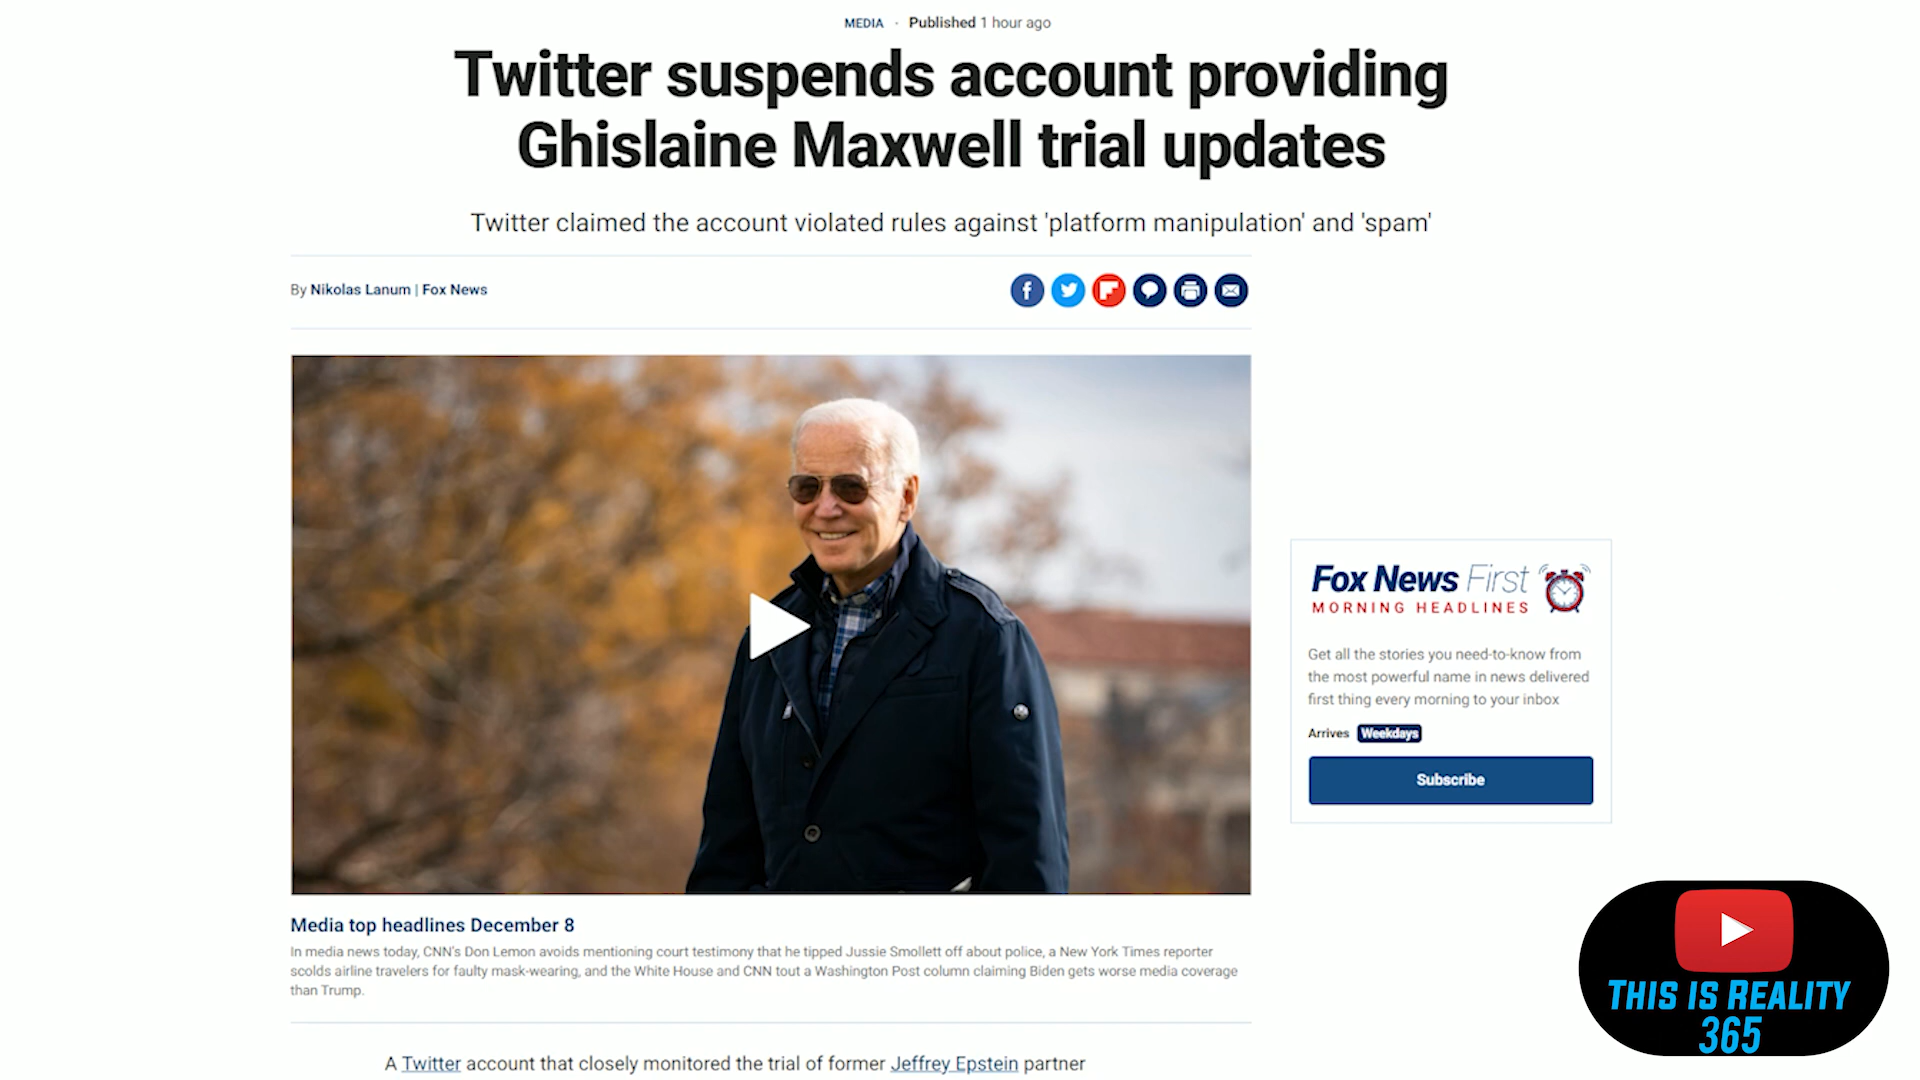 MEDIA · Published 1 hour ago
Twitter suspends account providing
Ghislaine Maxwell trial updates
Twitter claimed the account violated rules against 'platform manipulation' and 'spam'
By Nikolas Lanum | Fox News
Fox News First
MORNING HEADLINES
Get all the stories you need-to-know from
the most powerful name in news delivered
first thing every morning to your inbox
Arrives Weekdays
Subscribe
Media top headlines December 8
In media news today, CNN's Don Lemon avoids mentioning court testimony that he tipped Jussie Smollett off about police, a New York Times reporter
scolds airline travelers for faulty mask-wearing, and the White House and CNN tout a Washington Post column claiming Biden gets worse media coverage
than Trump.
A Twitter account that closely monitored the trial of former Jeffrey Epstein partner
THIS IS REALITY
365